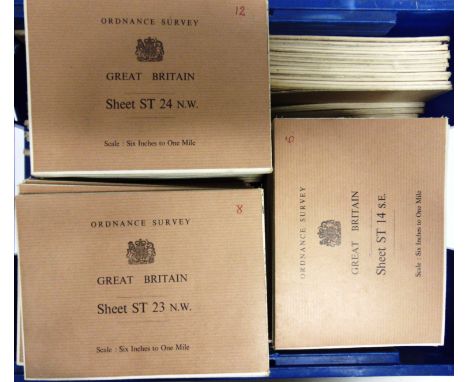 12
ORDNANCE SURVEY
GREAT BRITAIN
Sheet ST 24 N.W.
Scale : Six Inches to One Mile
8
ORDNANCE SURVEY
GREAT BRITAIN
Sheet ST 23 N.W.
Scale : Six Inches to One Mile
ORDNANCE SURVEY
GREAT BRITAIN
Sheet ST 14 S.E.
Scale : Six Inches to One Mile